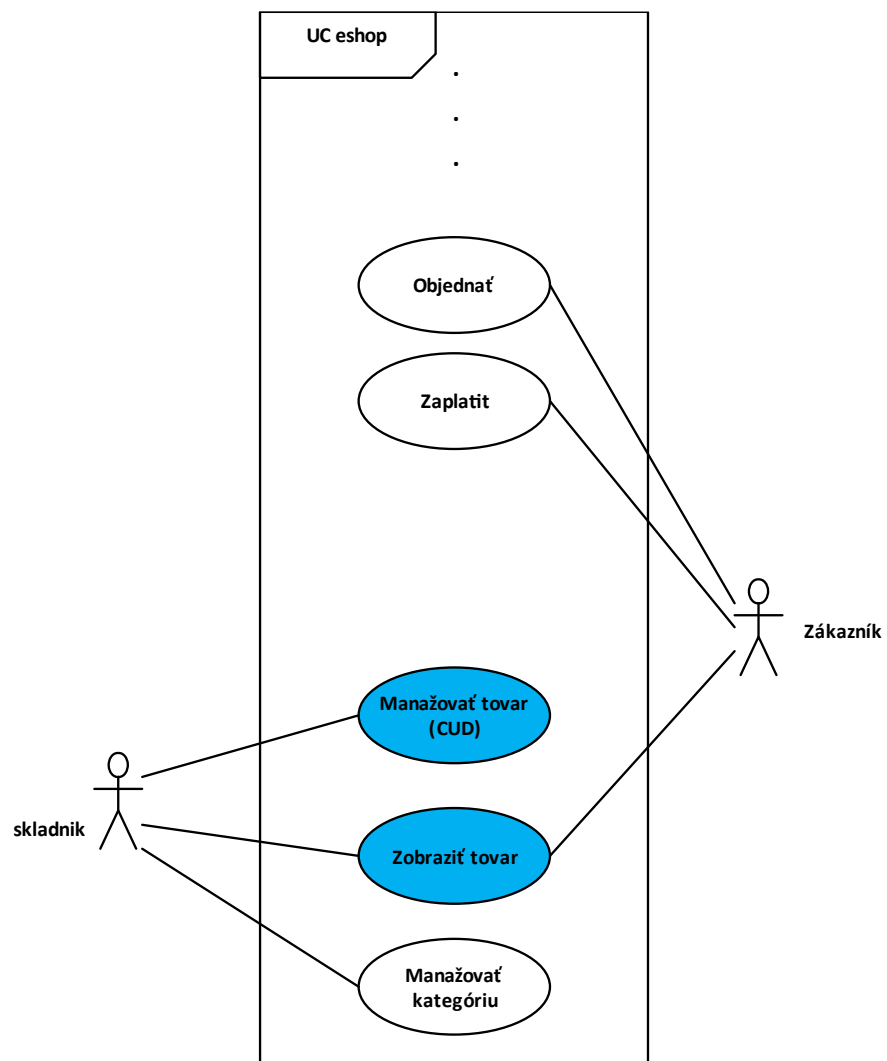 UC eshop
.
.
.
Objednať
Zaplatit
Zákazník
Manažovať tovar
(CUD)
skladnik
Zobraziť tovar
Manažovať
kategóriu